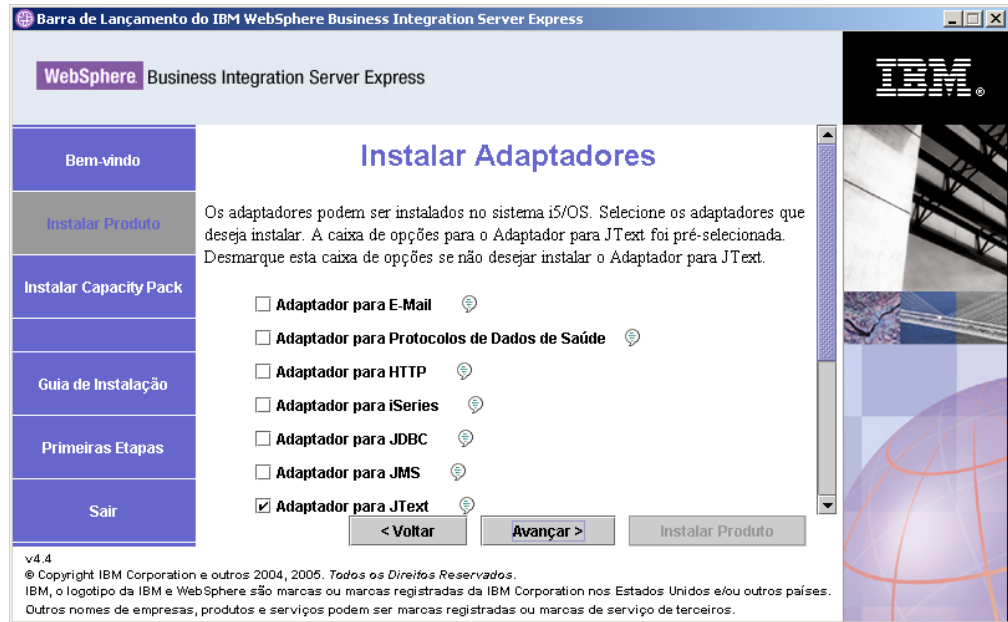 Barra de Lançamento do IBM WebSphere Business Integration Server Express
WebSphere. Business Integration Server Express
IBM®
Bem-vindo
Instalar Produto
Instalar Capacity Pack
Guia de Instalação
Primeiras Etapas
Sair
Instalar Adaptadores
Os adaptadores podem ser instalados no sistema i5/OS. Selecione os adaptadores que
deseja instalar. A caixa de opções para o Adaptador para JText foi pré-selecionada.
Desmarque esta caixa de opções se não desejar instalar o Adaptador para JText.
Adaptador para E-Mail
Adaptador para Protocolos de Dados de Saúde
Adaptador para HTTP
Adaptador para iSeries
Adaptador para JDBC
Adaptador para JMS
Adaptador para JText
< Voltar
Avançar >
Instalar Produto
v4.4
© Copyright IBM Corporation e outros 2004, 2005. Todos os Direitos Reservados.
IBM, o logotipo da IBM e WebSphere são marcas ou marcas registradas da IBM Corporation nos Estados Unidos e/ou outros países.
Outros nomes de empresas, produtos e serviços podem ser marcas registradas ou marcas de serviço de terceiros.